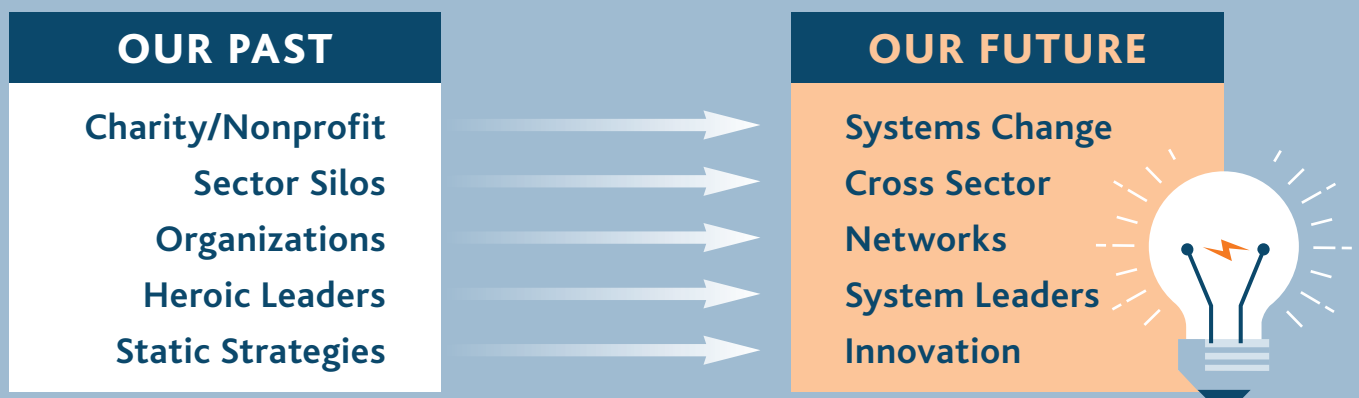 OUR PAST
Charity/Nonprofit
Sector Silos
Organizations
Heroic Leaders
Static Strategies
OUR FUTURE
Systems Change
Cross Sector
Networks
System Leaders
Innovation